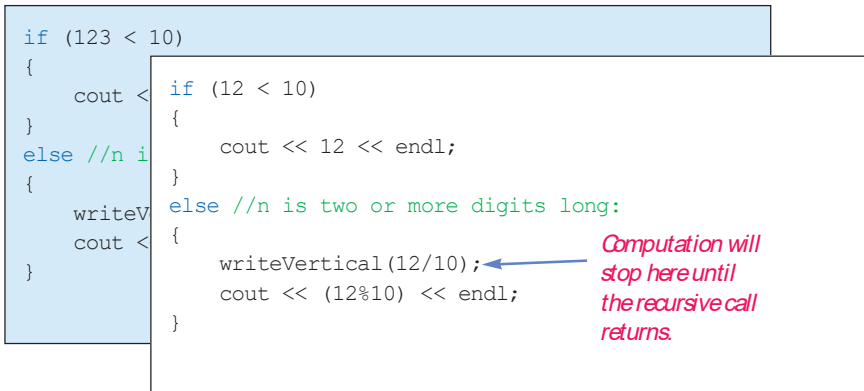 if (123 < 10)
{
    cout <
}
else //n i
{
    writeV
    cout <
}
if (12 < 10)
{
    cout << 12 << endl;
}
else //n is two or more digits long:
{
    writeVertical(12/10);
    cout << (12%10) << endl;
}
Computation will
stop here until
the recursive call
returns.